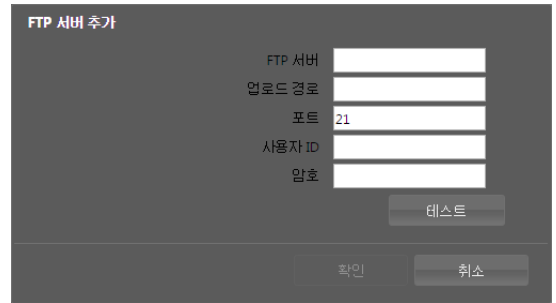 FTP 서버 추가
FTP 서버
업로드 경로
포트 21
사용자 ID
암호
테스트
확인 취소